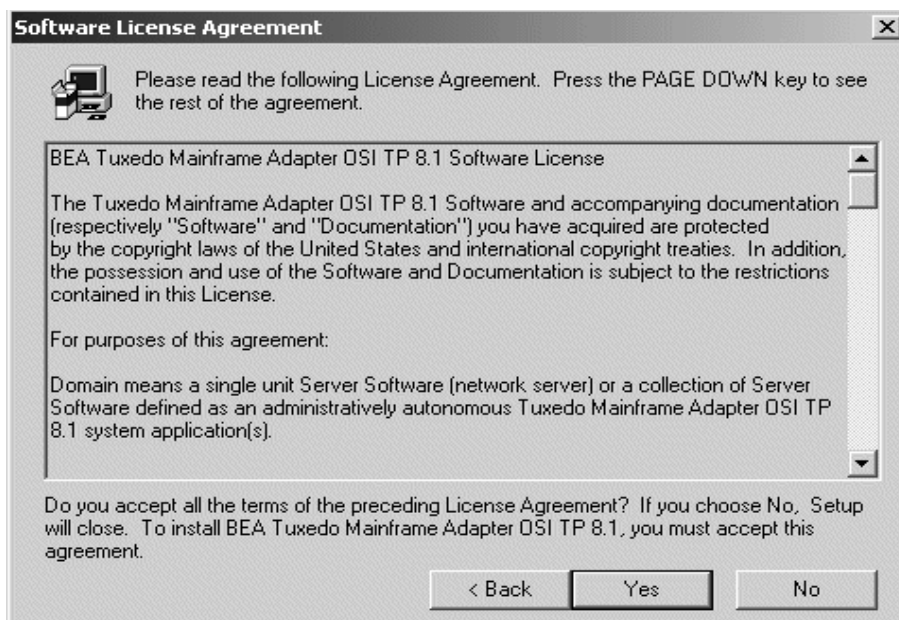 Software License Agreement
Please read the following License Agreement. Press the PAGE DOWN key to see
the rest of the agreement.
BEA Tuxedo Mainframe Adapter OSI TP 8.1 Software License
The Tuxedo Mainframe Adapter OSI TP 8.1 Software and accompanying documentation
(respectively "Software" and "Documentation") you have acquired are protected
by the copyright laws of the United States and international copyright treaties. In addition,
the possession and use of the Software and Documentation is subject to the restrictions
contained in this License.
For purposes of this agreement:
Domain means a single unit Server Software (network server) or a collection of Server
Software defined as an administratively autonomous Tuxedo Mainframe Adapter OSI TP
8.1 system application(s).
Do you accept all the terms of the preceding License Agreement? If you choose No, Setup
will close. To install BEA Tuxedo Mainframe Adapter OSI TP 8.1, you must accept this
agreement.
< Back Yes No